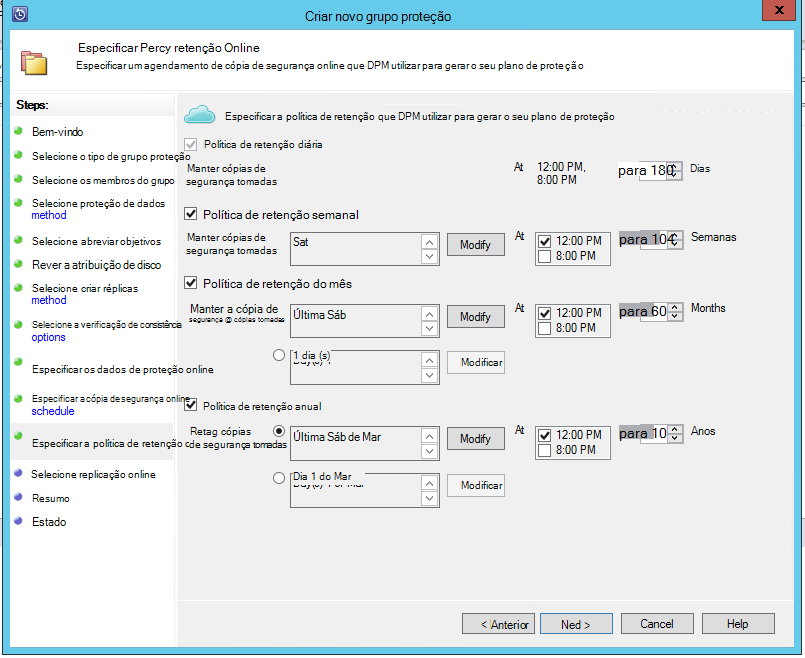 Criar novo grupo proteção
x
Especificar Percy retenção Online
Especificar um agendamento de cópia de segurança online que DPM utilizar para gerar o seu plano de proteção
Steps:
Bem-vindo
Selecione o tipo de grupo proteção
Selecione os membros do grupo
Selecione proteção de dados
method
Selecione abreviar objetivos
Rever a atribuição de disco
Selecione criar réplicas
method
Selecione a verificação de consistência
options
Especificar os dados de proteção online
Especificar a cópia de segurança online
schedule
Especificar a política de retenção o
Selecione replicação online
Resumo
Estado
Especificar a política de retenção que DPM utilizar para gerar o seu plano de proteção
Política de retenção diária
Manter cópias de
segurança tomadas
At
12:00 PM,
8:00 PM
para 180
Dias
Política de retenção semanal
Manter cópias de
segurança tomadas
Sat
Modify
At
12:00 PM
8:00 PM
para 104
Semanas
Política de retenção do mês
Manter a cópia de
segurança @ cópias tomadas
Última Sáb
Modify
At
12:00 PM
8:00 PM
para 60
Months
1 dia (s)
Modificar
Política de retenção anual
Retag cópias
de segurança tomadas
Última Sáb de Mar
Modify
At
12:00 PM
8:00 PM
para 10
Anos
Dia 1 do Mar
Modificar
< Anterior
Ned >
Cancel
Help